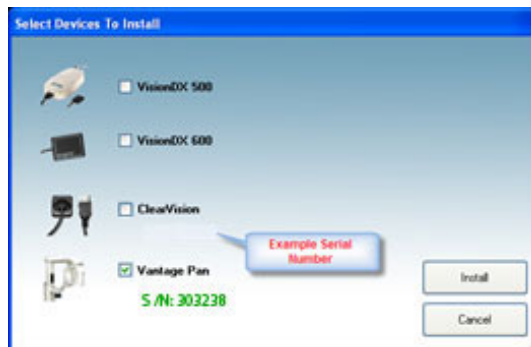 Select Devices To Install
VisionDX 500
VisionDX 600
ClearVision
Example Serial
Number
Vantage Pan
S/N: 303238
Install
Cancel